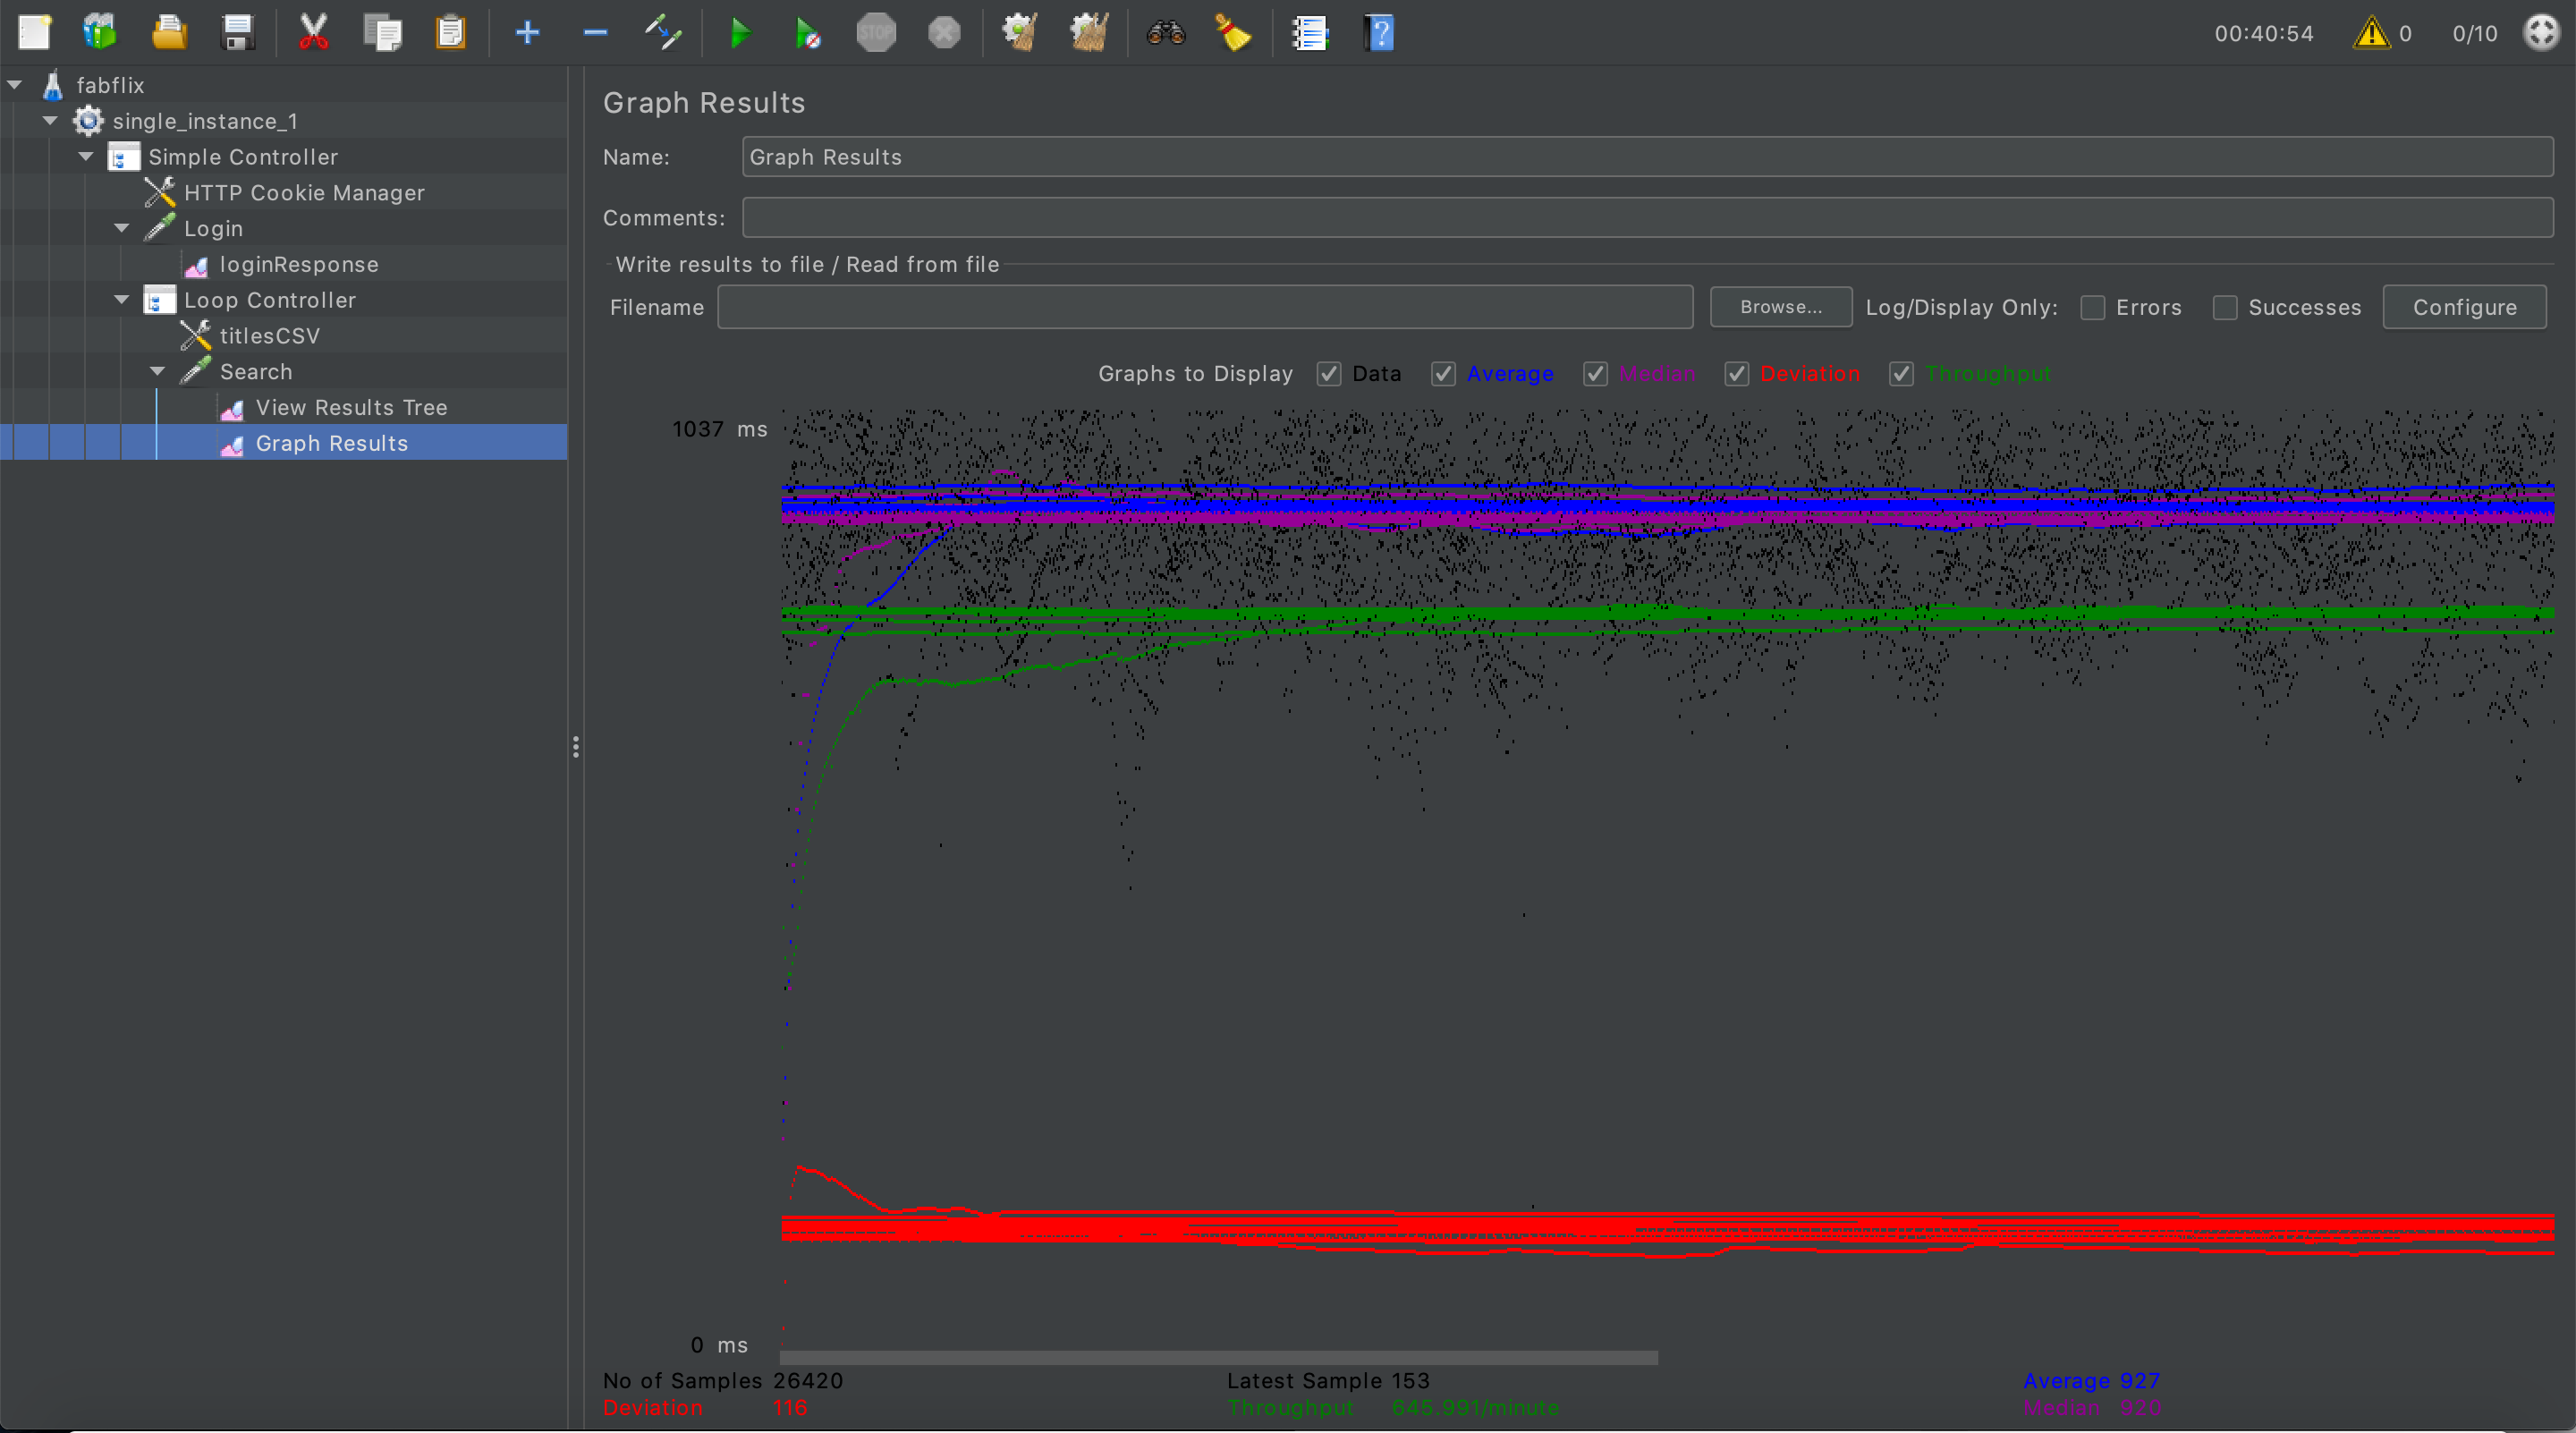 STOP
00:40:54 0 0/10
fabflix
single_instance_1
Simple Controller
HTTP Cookie Manager
Login
loginResponse
Loop Controller
titlesCSV
Search
View Results Tree
Graph Results
Graph Results
Name: Graph Results
Comments:
Write results to file / Read from file
Filename Browse... Log/Display Only: Errors Successes Configure
Graphs to Display Data Average Median Deviation Throughput
1037 ms
0 ms
No of Samples 26420 Latest Sample 153 Average 927
Deviation 116 Throughput 645.991/minute Median 920